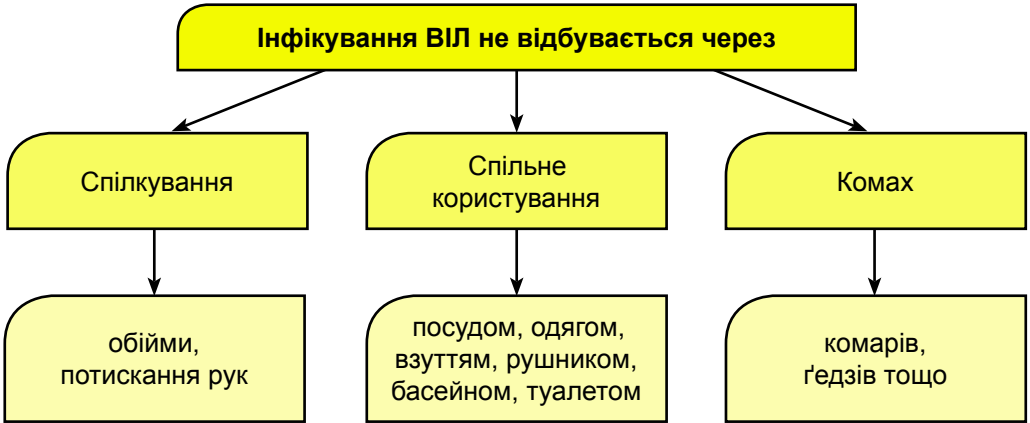 Інфікування ВІЛ не відбувається через
Спілкування
Спільне
користування
Комах
обійми,
потискання рук
посудом, одягом,
взуттям, рушником,
басейном, туалетом
комарів,
ґедзів тощо